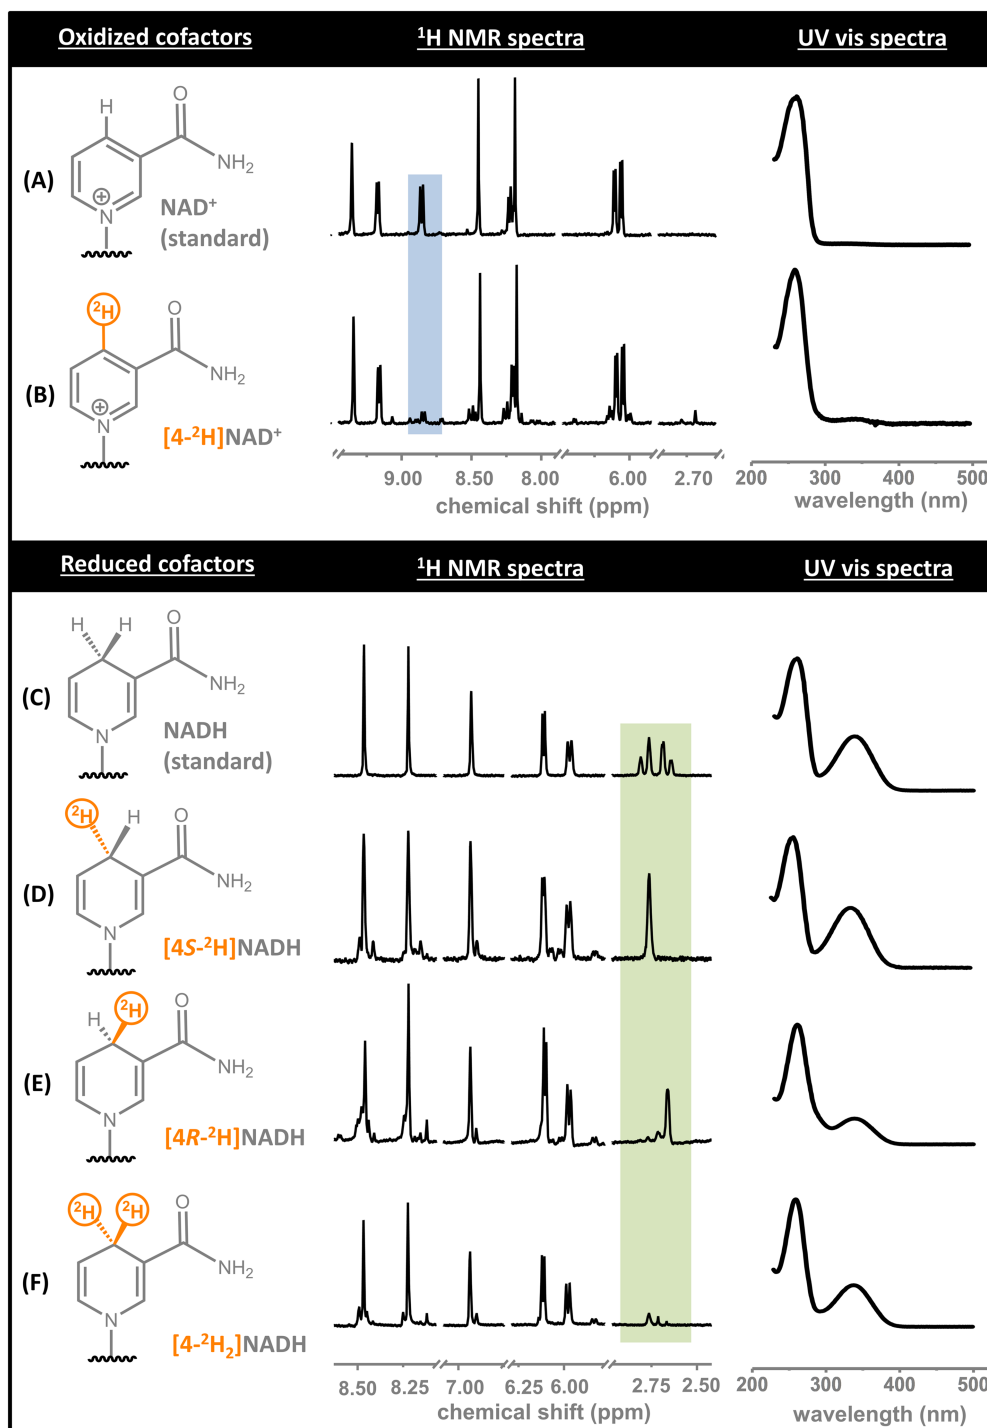 Oxidized cofactors ¹H NMR spectra UV vis spectra
(A)
H
O
NH₂
N
⊕
NAD⁺
(standard)
(B)
²H
O
NH₂
N
⊕
[4-²H]NAD⁺
9.00 8.50 8.00 6.00 2.70
chemical shift (ppm)
200 300 400 500
wavelength (nm)
Reduced cofactors ¹H NMR spectra UV vis spectra
(C)
H H
O
NH₂
N
NADH
(standard)
(D)
²H H
O
NH₂
N
[4S-²H]NADH
(E)
H ²H
O
NH₂
N
[4R-²H]NADH
(F)
²H ²H
O
NH₂
N
[4-²H₂]NADH
8.50 8.25 7.00 6.25 6.00 2.75 2.50
chemical shift (ppm)
200 300 400 500
wavelength (nm)